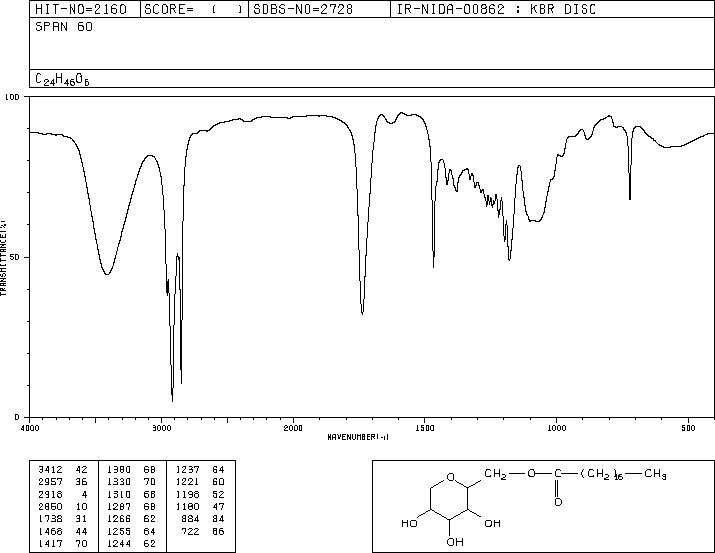 HIT-NO=2160 SCORE= ( ) SDBS-NO=2728 IR-NIDA-00862 : KBR DISC
SPAN 60
C24H46O6
100
50
0
TRANSMITTANCE(%)
4000 3000 2000 1500 1000 500
WAVENUMBER(-1)
3412 42 1380 68 1237 64
2957 36 1330 70 1221 60
2918 4 1310 68 1198 52
2850 10 1287 68 1180 47
1738 31 1266 62 884 84
1468 44 1255 64 722 66
1417 70 1244 62
O CH2 O C (CH2)16 CH3
O
HO OH
OH